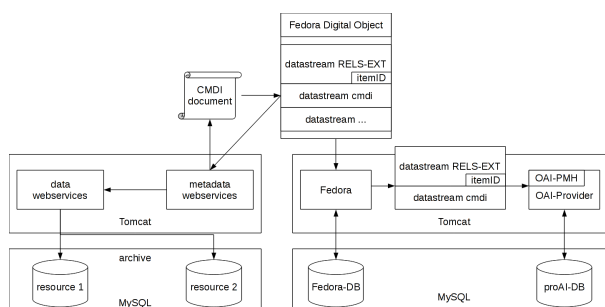 Fedora Digital Object
datastream RELS-EXT
itemID
datastream cmdi
datastream ...
CMDI
document
data
webservices
metadata
webservices
Tomcat
Fedora
datastream RELS-EXT
itemID
datastream cmdi
OAI-PMH
OAI-Provider
Tomcat
archive
resource 1
resource 2
MySQL
Fedora-DB
proAI-DB
MySQL